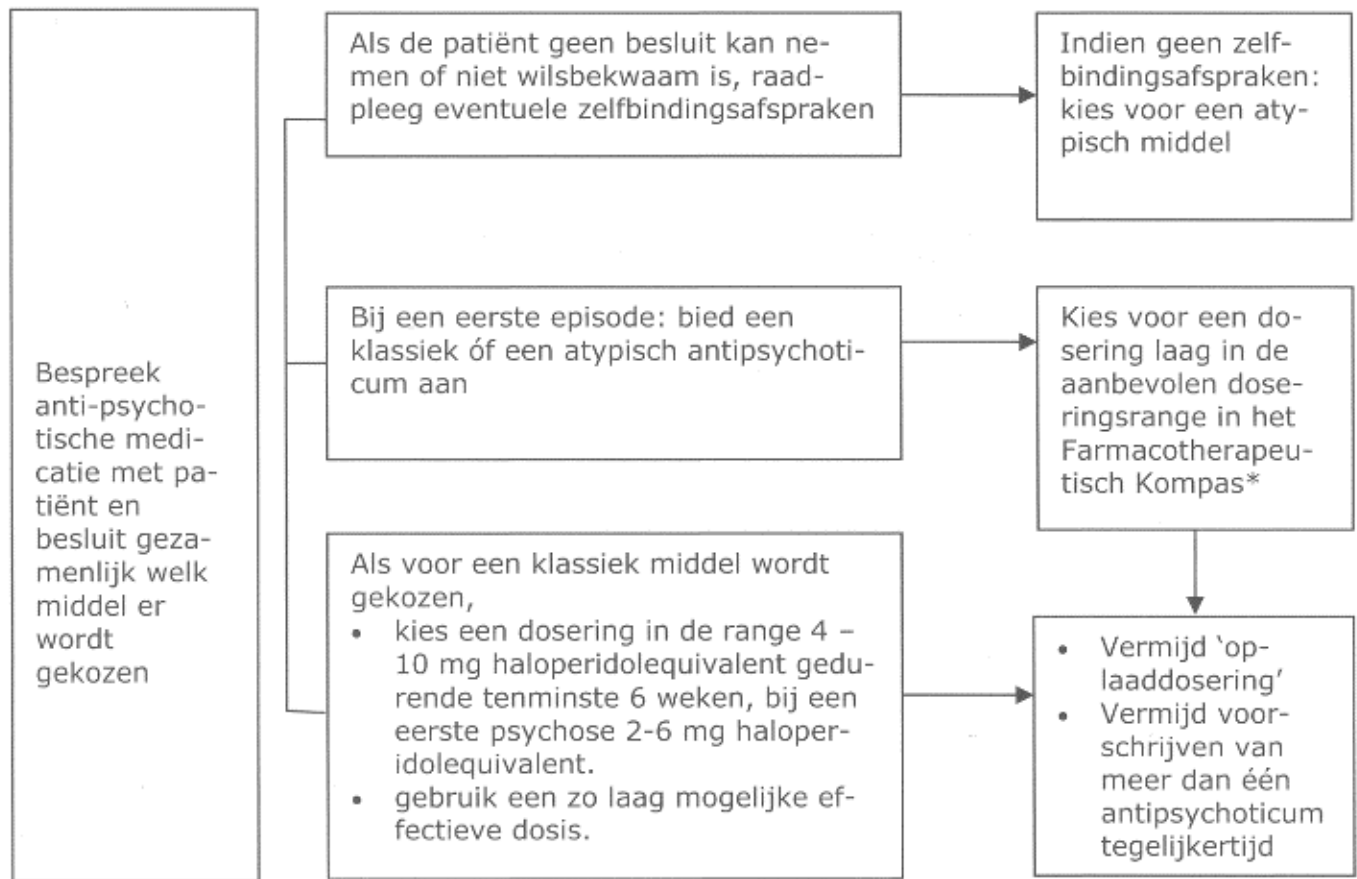 Bespreek
anti-psycho-
tische medi-
catie met pa-
tiënt en
besluit geza-
menlijk welk
middel er
wordt
gekozen
Als de patiënt geen besluit kan ne-
men of niet wilsbekwaam is, raad-
pleeg eventuele zelfbindingsafspraken
Indien geen zelf-
bindingsafspraken:
kies voor een aty-
pisch middel
Bij een eerste episode: bied een
klassiek óf een atypisch antipsychoti-
cum aan
Kies voor een do-
sering laag in de
aanbevolen dose-
ringsrange in het
Farmacotherapeu-
tisch Kompas*
Als voor een klassiek middel wordt
gekozen,
• kies een dosering in de range 4 –
10 mg haloperidolequivalent gedu-
rende tenminste 6 weken, bij een
eerste psychose 2-6 mg haloper-
idolequivalent.
• gebruik een zo laag mogelijke ef-
fectieve dosis.
• Vermijd ‘op-
laaddosering’
• Vermijd voor-
schrijven van
meer dan één
antipsychoticum
tegelijkertijd